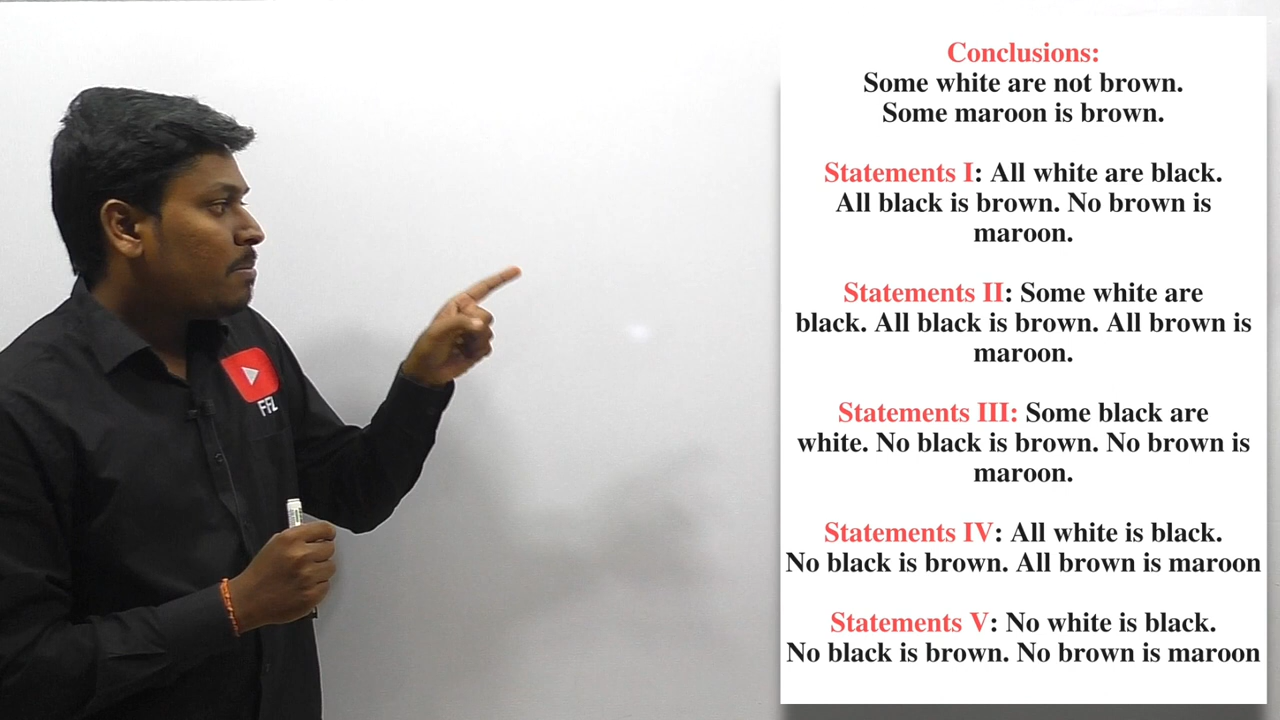 Conclusions:
Some white are not brown.
Some maroon is brown.
Statements I: All white are black.
All black is brown. No brown is
maroon.
Statements II: Some white are
black. All black is brown. All brown is
maroon.
Statements III: Some black are
white. No black is brown. No brown is
maroon.
Statements IV: All white is black.
No black is brown. All brown is maroon
Statements V: No white is black.
No black is brown. No brown is maroon
FFL